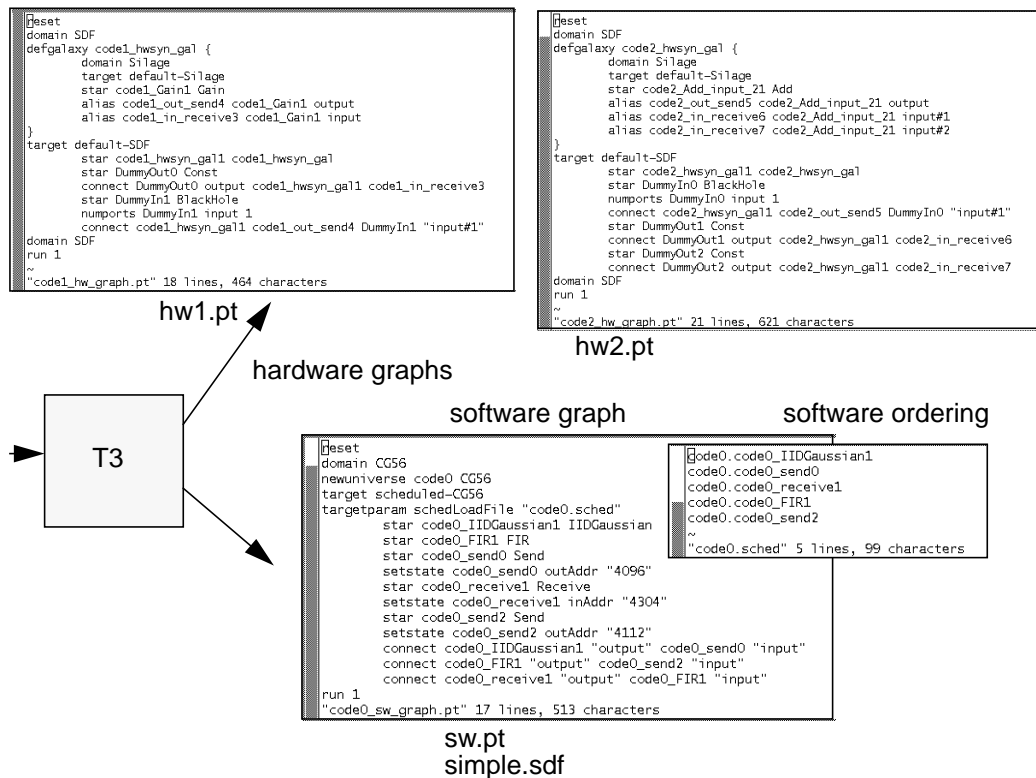 reset
domain SDF
defgalaxy code1_hwsyn_gal {
domain Silage
target default-Silage
star code1_Gain1 Gain
alias code1_out_send4 code1_Gain1 output
alias code1_in_receive3 code1_Gain1 input
}
target default-SDF
star code1_hwsyn_gal1 code1_hwsyn_gal
star DummyOut0 Const
connect DummyOut0 output code1_hwsyn_gal1 code1_in_receive3
star DummyIn1 BlackHole
numports DummyIn1 input 1
connect code1_hwsyn_gal1 code1_out_send4 DummyIn1 "input#1"
domain SDF
run 1
~
"code1_hw_graph.pt" 18 lines, 464 characters
hw1.pt
reset
domain SDF
defgalaxy code2_hwsyn_gal {
domain Silage
target default-Silage
star code2_Add_input_21 Add
alias code2_out_send5 code2_Add_input_21 output
alias code2_in_receive6 code2_Add_input_21 input#1
alias code2_in_receive7 code2_Add_input_21 input#2
}
target default-SDF
star code2_hwsyn_gal1 code2_hwsyn_gal
star DummyIn0 BlackHole
numports DummyIn0 input 1
connect code2_hwsyn_gal1 code2_out_send5 DummyIn0 "input#1"
star DummyOut1 Const
connect DummyOut1 output code2_hwsyn_gal1 code2_in_receive6
star DummyOut2 Const
connect DummyOut2 output code2_hwsyn_gal1 code2_in_receive7
domain SDF
run 1
~
"code2_hw_graph.pt" 21 lines, 621 characters
hw2.pt
hardware graphs
T3
software graph
reset
domain CG56
newuniverse code0 CG56
target scheduled-CG56
targetparam schedLoadFile "code0.sched"
star code0_IIDGaussian1 IIDGaussian
star code0_FIR1 FIR
star code0_send0 Send
setstate code0_send0 outAddr "4096"
star code0_receive1 Receive
setstate code0_receive1 inAddr "4304"
star code0_send2 Send
setstate code0_send2 outAddr "4112"
connect code0_IIDGaussian1 "output" code0_send0 "input"
connect code0_FIR1 "output" code0_send2 "input"
connect code0_receive1 "output" code0_FIR1 "input"
run 1
"code0_sw_graph.pt" 17 lines, 513 characters
sw.pt
simple.sdf
software ordering
code0.code0_IIDGaussian1
code0.code0_send0
code0.code0_receive1
code0.code0_FIR1
code0.code0_send2
~
"code0.sched" 5 lines, 99 characters